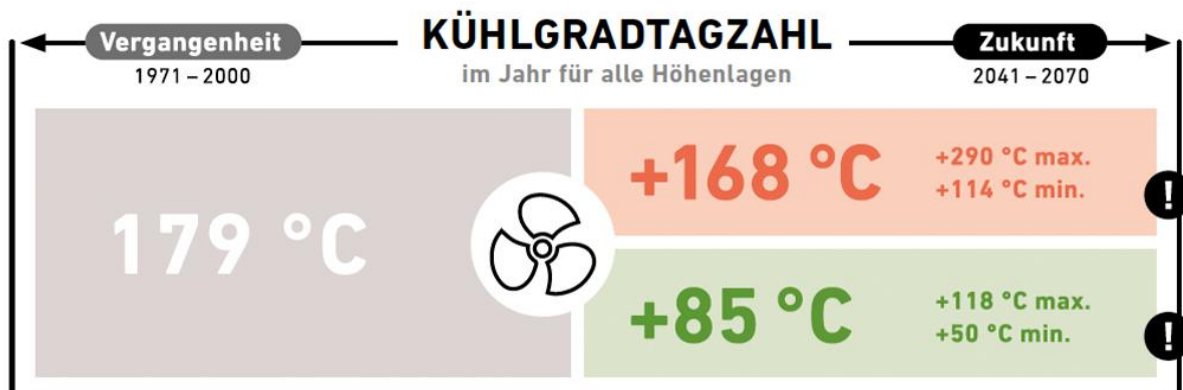 KÜHLGRADTAGZAHL
im Jahr für alle Höhenlagen
Vergangenheit
1971 – 2000
Zukunft
2041 – 2070
179 °C
+168 °C
+290 °C max.
+114 °C min.
!
+85 °C
+118 °C max.
+50 °C min.
!